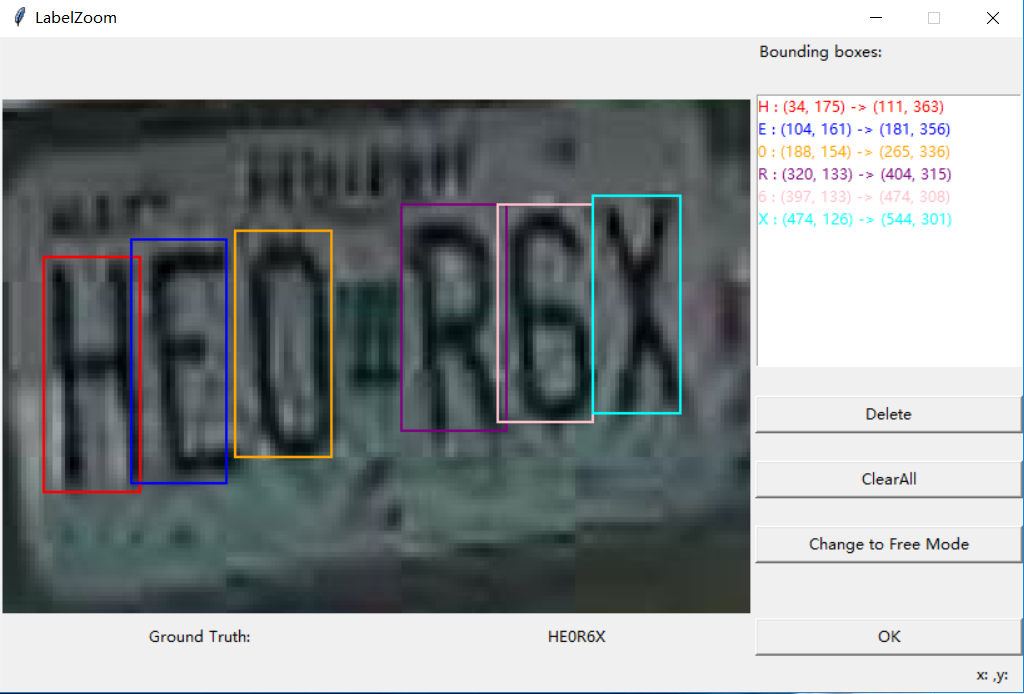 LabelZoom
Bounding boxes:
H : (34, 175) -> (111, 363)
E : (104, 161) -> (181, 356)
0 : (188, 154) -> (265, 336)
R : (320, 133) -> (404, 315)
6 : (397, 133) -> (474, 308)
X : (474, 126) -> (544, 301)
HE0 R6X
Delete
ClearAll
Change to Free Mode
Ground Truth: HE0R6X
OK
x: ,y: